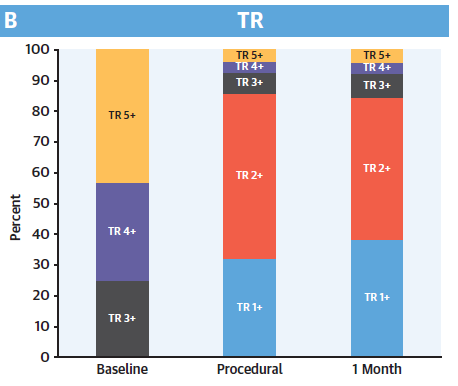 B
TR
Percent
100
90
80
70
60
50
40
30
20
10
0
TR 5+
TR 4+
TR 3+
TR 5+
TR 4+
TR 3+
TR 2+
TR 1+
TR 5+
TR 4+
TR 3+
TR 2+
TR 1+
Baseline
Procedural
1 Month